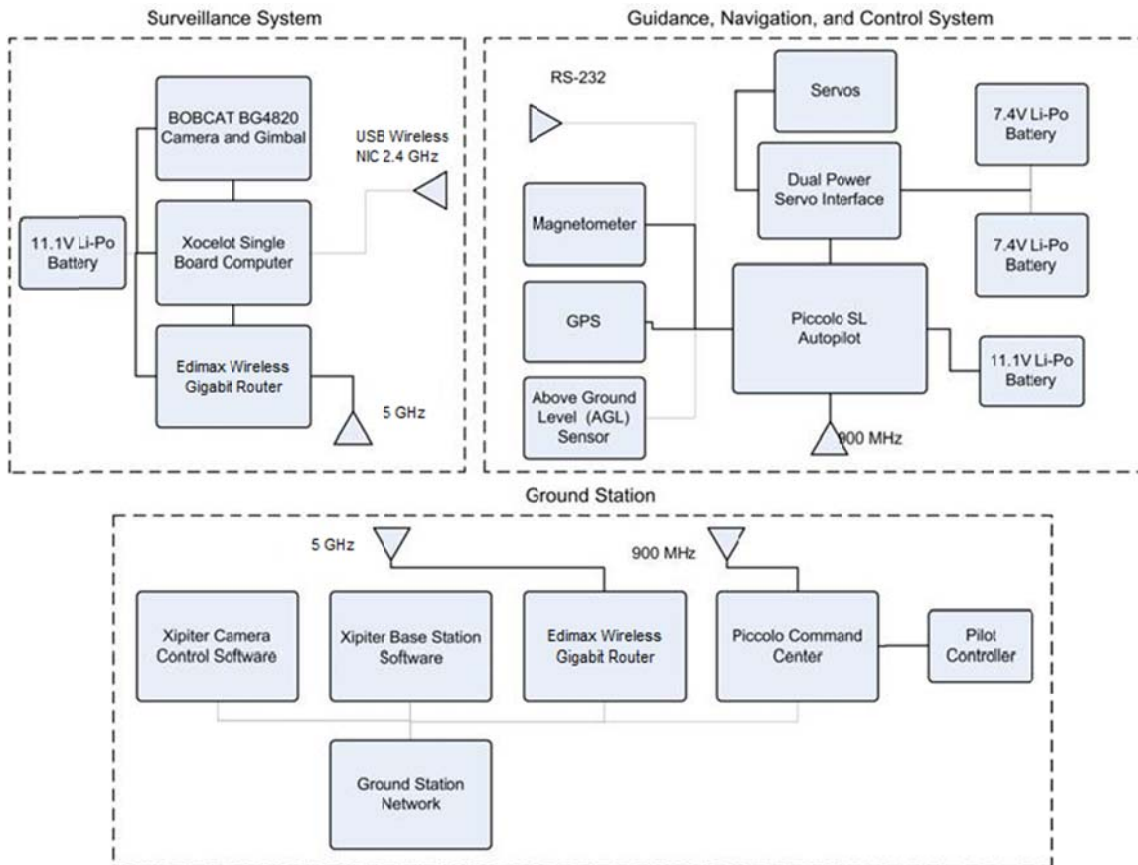 Surveillance System
BOBCAT BG4820
Camera and Gimbal
USB Wireless
NIC 2.4 GHz
11.1V Li-Po
Battery
Xocelot Single
Board Computer
Edimax Wireless
Gigabit Router
5 GHz
Guidance, Navigation, and Control System
RS-232
Servos
7.4V Li-Po
Battery
Dual Power
Servo Interface
Magnetometer
7.4V Li-Po
Battery
GPS
Piccolo SL
Autopilot
11.1V Li-Po
Battery
Above Ground
Level (AGL)
Sensor
900 MHz
Ground Station
5 GHz
900 MHz
Xipiter Camera
Control Software
Xipiter Base Station
Software
Edimax Wireless
Gigabit Router
Piccolo Command
Center
Pilot
Controller
Ground Station
Network